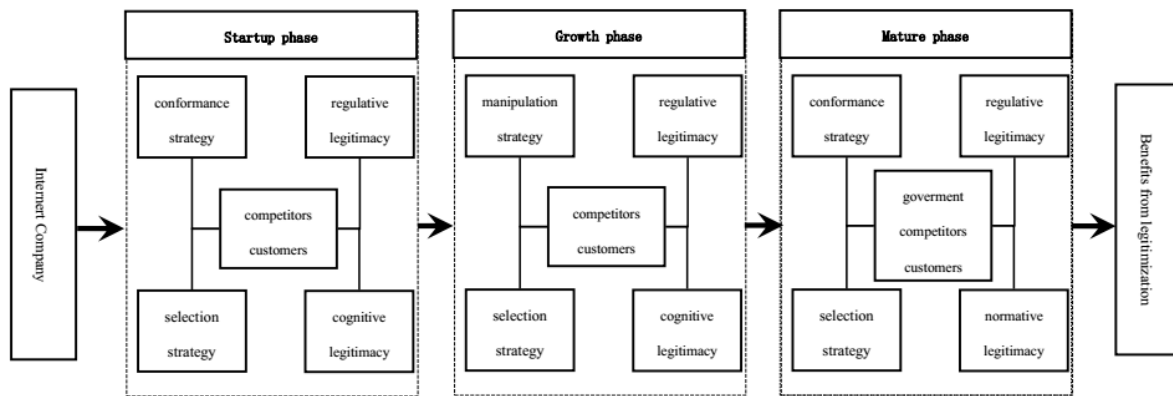 Startup phase
Growth phase
Mature phase
Internert Company
conformance
strategy
regulative
legitimacy
competitors
customers
selection
strategy
cognitive
legitimacy
manipulation
strategy
regulative
legitimacy
competitors
customers
selection
strategy
cognitive
legitimacy
conformance
strategy
regulative
legitimacy
goverment
competitors
customers
selection
strategy
normative
legitimacy
Benefits from legitimization